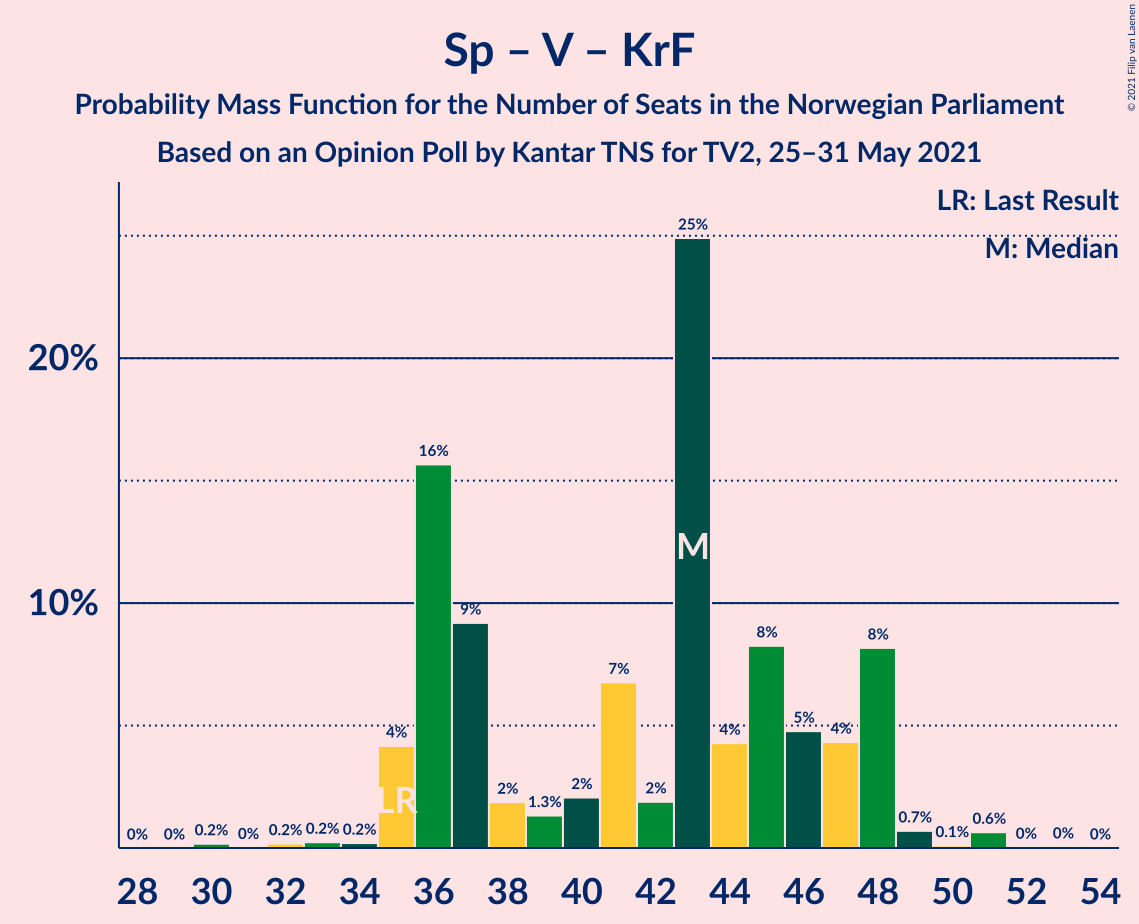 Sp – V – KrF
Probability Mass Function for the Number of Seats in the Norwegian Parliament
Based on an Opinion Poll by Kantar TNS for TV2, 25–31 May 2021
© 2021 Filip van Laenen
LR: Last Result
M: Median
20%
10%
0% 0% 0.2% 0% 0.2% 0.2% 0.2% 4% 16% 9% 2% 1.3% 2% 7% 2% 25% 4% 8% 5% 4% 8% 0.7% 0.1% 0.6% 0% 0% 0%
LR
M
28 30 32 34 36 38 40 42 44 46 48 50 52 54